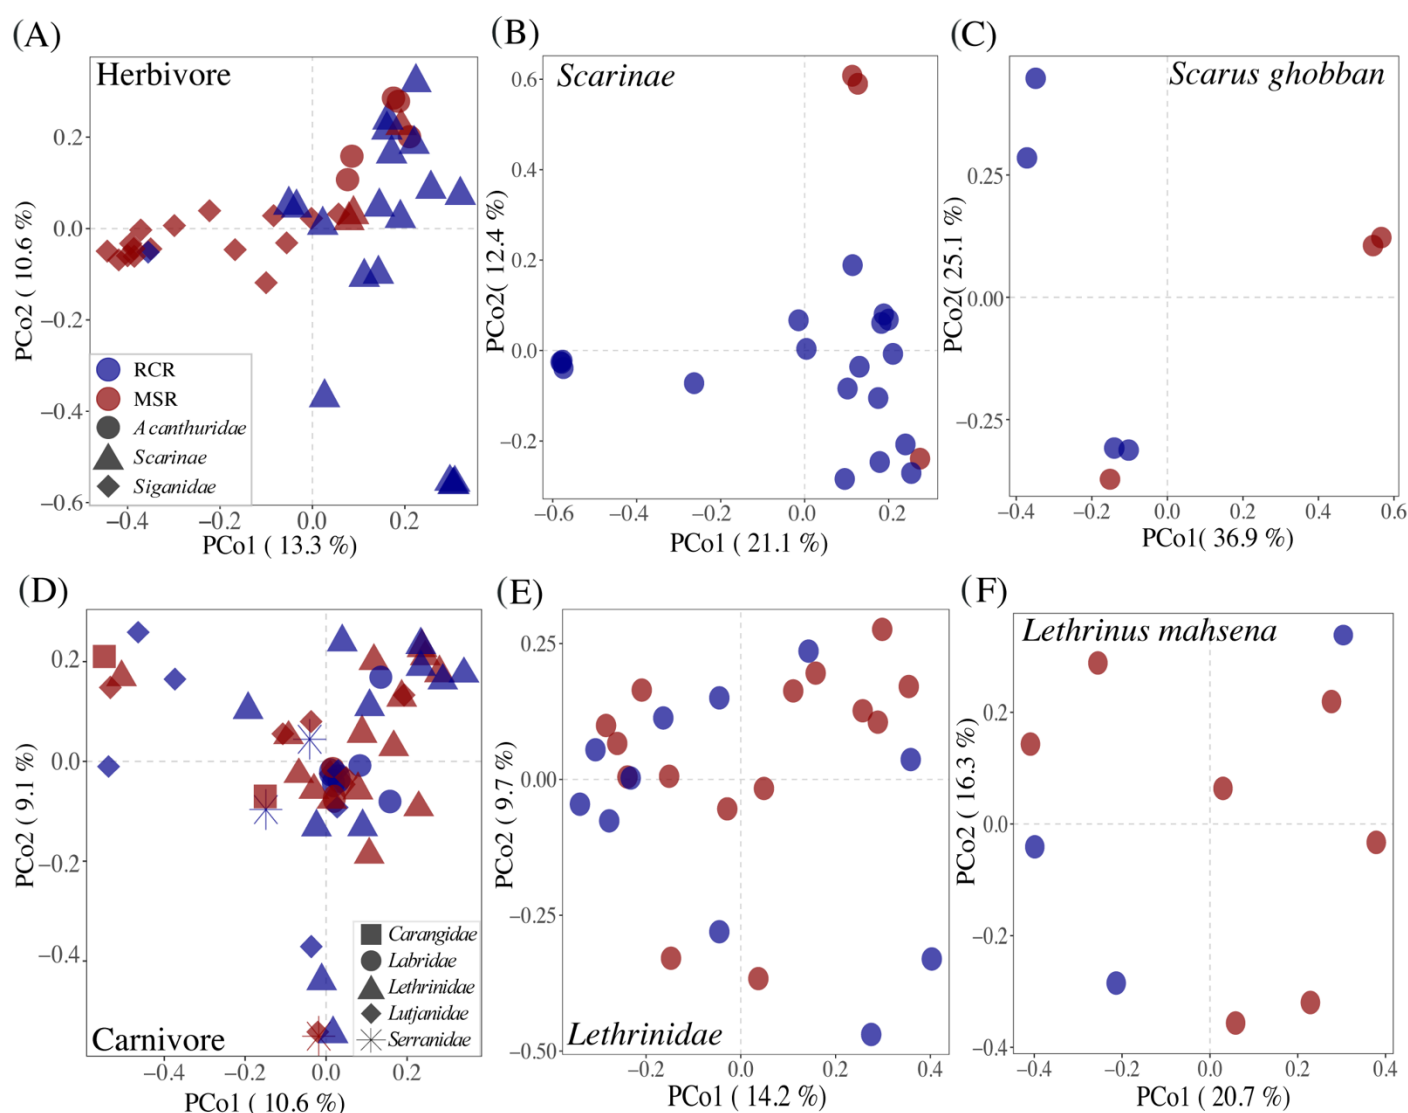 (A)
Herbivore
PCo2 ( 10.6 %)
0.2
0.0
−0.2
−0.4
−0.6
RCR
MSR
Acanthuridae
Scarinae
Siganidae
−0.4
−0.2
0.0
0.2
PCo1 ( 13.3 %)
(B)
Scarinae
PCo2( 12.4 %)
0.6
0.4
0.2
0.0
−0.2
−0.6
−0.4
−0.2
0.0
0.2
PCo1 ( 21.1 %)
(C)
Scarus ghobban
PCo2( 25.1 %)
0.25
0.00
−0.25
−0.4
−0.2
0.0
0.2
0.4
0.6
PCo1( 36.9 %)
(D)
PCo2 ( 9.1 %)
0.2
0.0
−0.2
−0.4
Carangidae
Labridae
Lethrinidae
Lutjanidae
Serranidae
Carnivore
−0.4
−0.2
0.0
0.2
PCo1 ( 10.6 %)
(E)
PCo2 ( 9.7 %)
0.25
0.00
−0.25
−0.50
Lethrinidae
−0.2
0.0
0.2
0.4
PCo1 ( 14.2 %)
(F)
Lethrinus mahsena
PCo2 ( 16.3 %)
0.2
0.0
−0.2
−0.4
−0.4
−0.2
0.0
0.2
0.4
PCo1 ( 20.7 %)